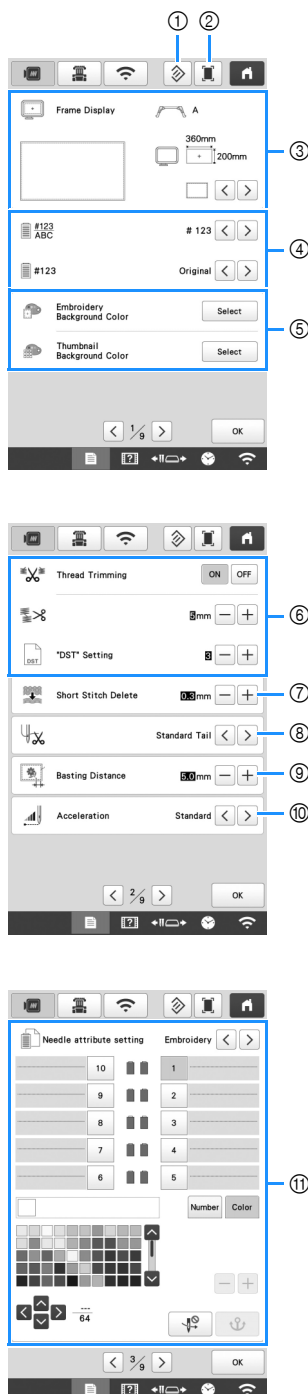 ① ②
Frame Display A
360mm
200mm
③
#123
ABC # 123
#123 Original
④
Embroidery
Background Color Select
Thumbnail
Background Color Select
⑤
1/9 OK
Thread Trimming ON OFF
5mm
DST "DST" Setting 3
⑥
Short Stitch Delete 0.3mm ⑦
Standard Tail ⑧
Basting Distance 5.0mm ⑨
Acceleration Standard ⑩
2/9 OK
Needle attribute setting Embroidery
10 1
9 2
8 3
7 4
6 5
⑪
Number Color
---
64
3/9 OK